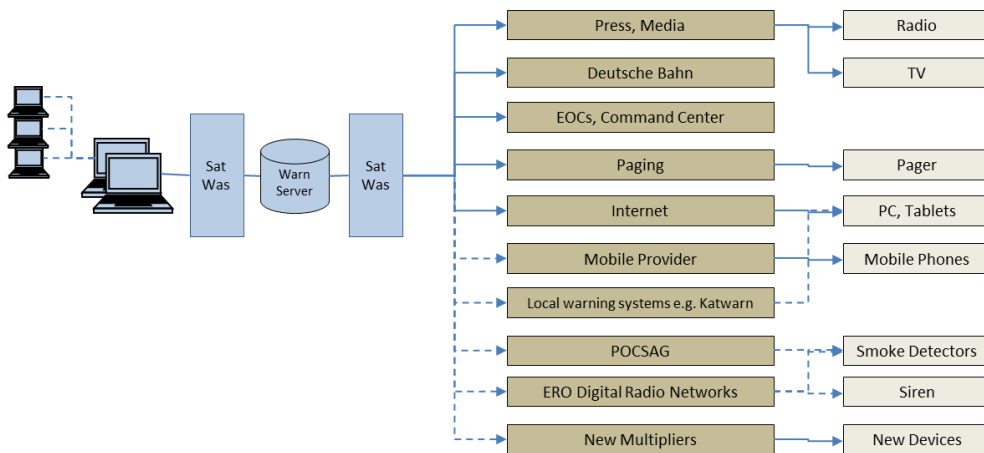 Sat
Was
Warn
Server
Sat
Was
Press, Media
Radio
Deutsche Bahn
TV
EOCs, Command Center
Paging
Pager
Internet
PC, Tablets
Mobile Provider
Mobile Phones
Local warning systems e.g. Katwarn
POCSAG
Smoke Detectors
ERO Digital Radio Networks
Siren
New Multipliers
New Devices